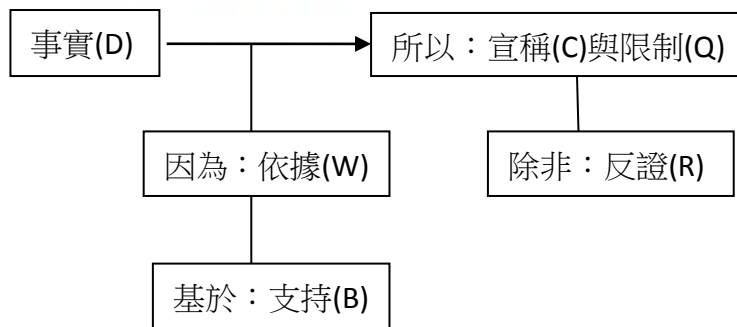 事實(D)
所以：宣稱(C)與限制(Q)
因為：依據(W)
除非：反證(R)
基於：支持(B)